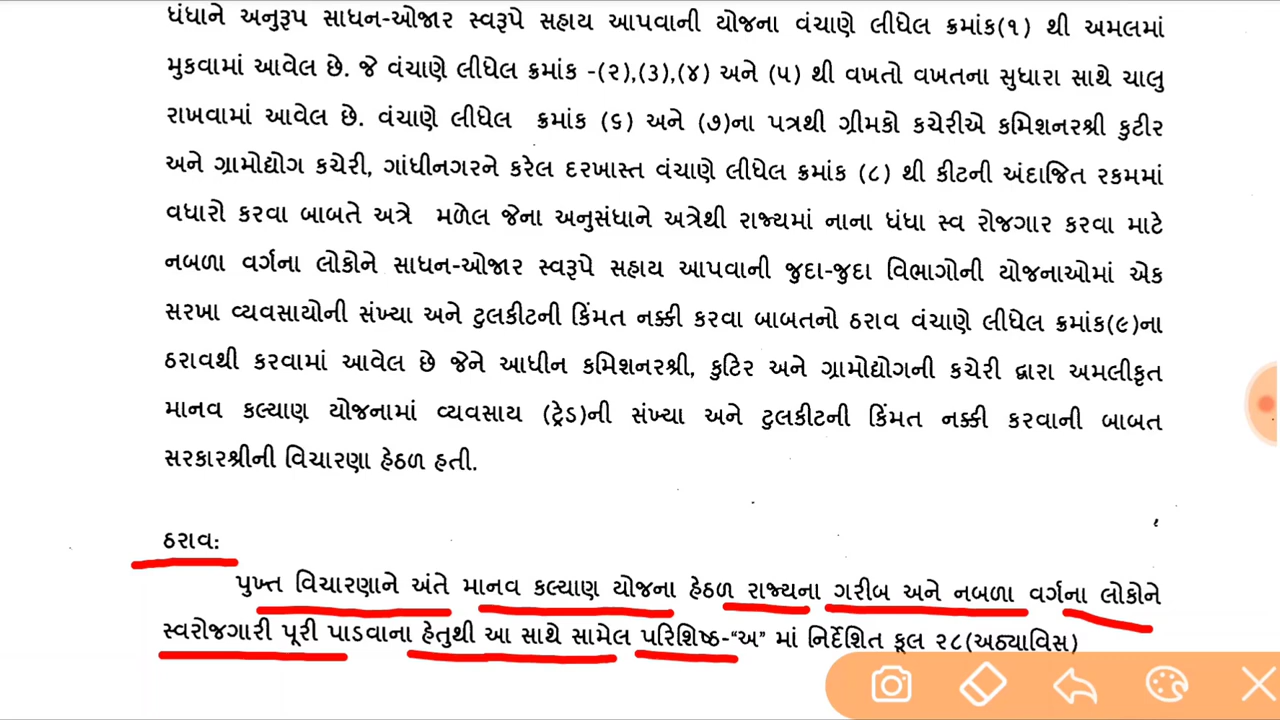 ધંધાને અનુરૂપ સાધન-ઓજાર સ્વરૂપે સહાય આપવાની યોજના વંચાણે લીધેલ ક્રમાંક(૧) થી અમલમાં
મુકવામાં આવેલ છે. જે વંચાણે લીધેલ ક્રમાંક -(૨),(૩),(૪) અને (૫) થી વખતો વખતના સુધારા સાથે ચાલુ
રાખવામાં આવેલ છે. વંચાણે લીધેલ ક્રમાંક (૬) અને (૭)ના પત્રથી ગ્રીમકો કચેરીએ કમિશનરશ્રી કુટીર
અને ગ્રામોદ્યોગ કચેરી, ગાંધીનગરને કરેલ દરખાસ્ત વંચાણે લીધેલ ક્રમાંક (૮) થી કીટની અંદાજિત રકમમાં
વધારો કરવા બાબતે અત્રે મળેલ જેના અનુસંધાને અત્રેથી રાજ્યમાં નાના ધંધા સ્વ રોજગાર કરવા માટે
નબળા વર્ગના લોકોને સાધન-ઓજાર સ્વરૂપે સહાય આપવાની જુદા-જુદા વિભાગોની યોજનાઓમાં એક
સરખા વ્યવસાયોની સંખ્યા અને ટુલકીટની કિંમત નક્કી કરવા બાબતનો ઠરાવ વંચાણે લીધેલ ક્રમાંક(૯)ના
ઠરાવથી કરવામાં આવેલ છે જેને આધીન કમિશનરશ્રી, કુટિર અને ગ્રામોદ્યોગની કચેરી દ્વારા અમલીકૃત
માનવ કલ્યાણ યોજનામાં વ્યવસાય (ટ્રેડ)ની સંખ્યા અને ટુલકીટની કિંમત નક્કી કરવાની બાબત
સરકારશ્રીની વિચારણા હેઠળ હતી.
ઠરાવ:
પુખ્ત વિચારણાને અંતે માનવ કલ્યાણ યોજના હેઠળ રાજ્યના ગરીબ અને નબળા વર્ગના લોકોને
સ્વરોજગારી પૂરી પાડવાના હેતુથી આ સાથે સામેલ પરિશિષ્ઠ-“અ” માં નિર્દેશિત કૂલ ૨૮(અઠ્યાવિસ)